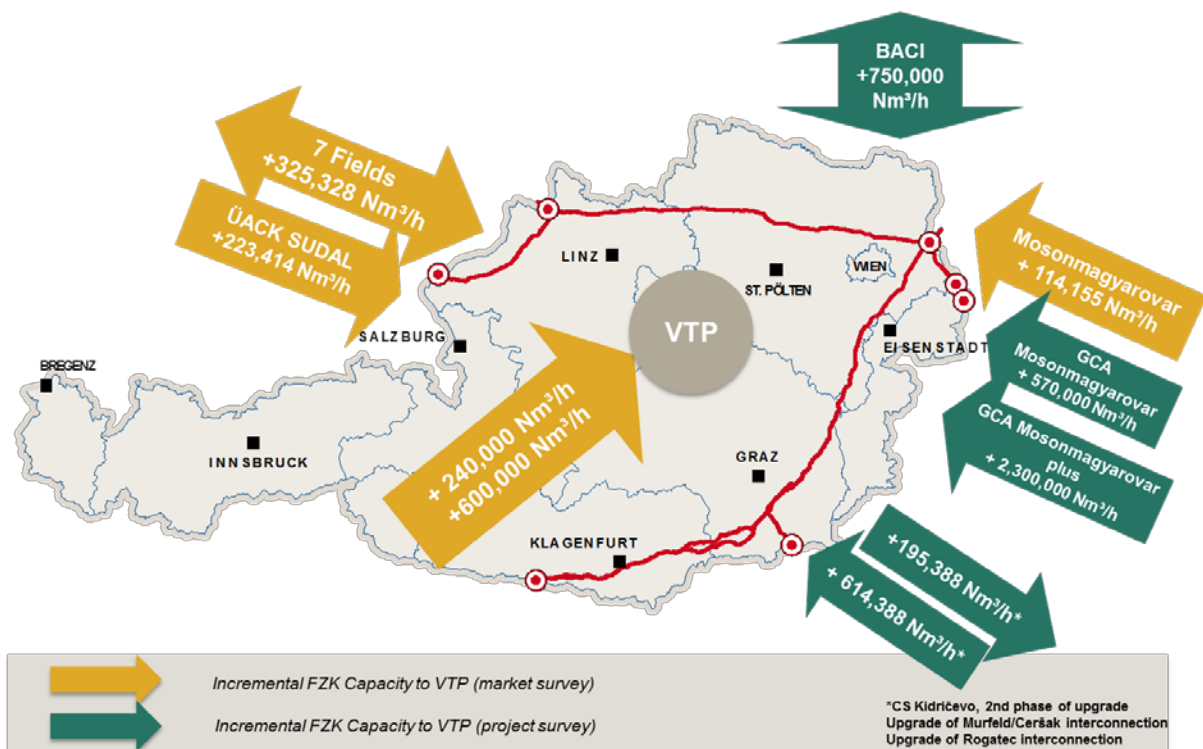 BACI
+750,000
Nm³/h
7 Fields
+325,328 Nm³/h
ÜACK SUDAL
+223,414 Nm³/h
Mosonmagyarovar
+ 114,155 Nm³/h
LINZ
WIEN
ST. PÖLTEN
VTP
SALZBURG
EISENSTADT
GCA
Mosonmagyarovar
+ 570,000 Nm³/h
BREGENZ
GCA Mosonmagyarovar
plus
+ 2,300,000 Nm³/h
INNSBRUCK
+ 240,000 Nm³/h
+600,000 Nm³/h
GRAZ
KLAGENFURT
+195,388 Nm³/h*
+ 614,388 Nm³/h*
Incremental FZK Capacity to VTP (market survey)
Incremental FZK Capacity to VTP (project survey)
*CS Kidričevo, 2nd phase of upgrade
Upgrade of Murfeld/Ceršak interconnection
Upgrade of Rogatec interconnection